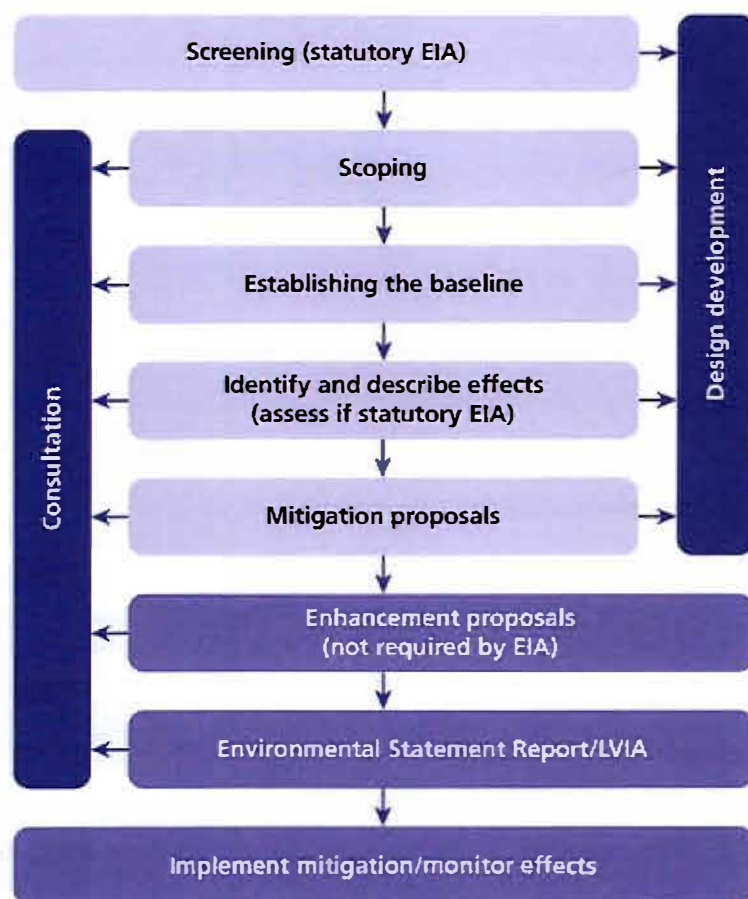 Screening (statutory EIA)
Scoping
Establishing the baseline
Identify and describe effects
(assess if statutory EIA)
Mitigation proposals
Enhancement proposals
(not required by EIA)
Environmental Statement Report/LVIA
Implement mitigation/monitor effects
Consultation
Design development